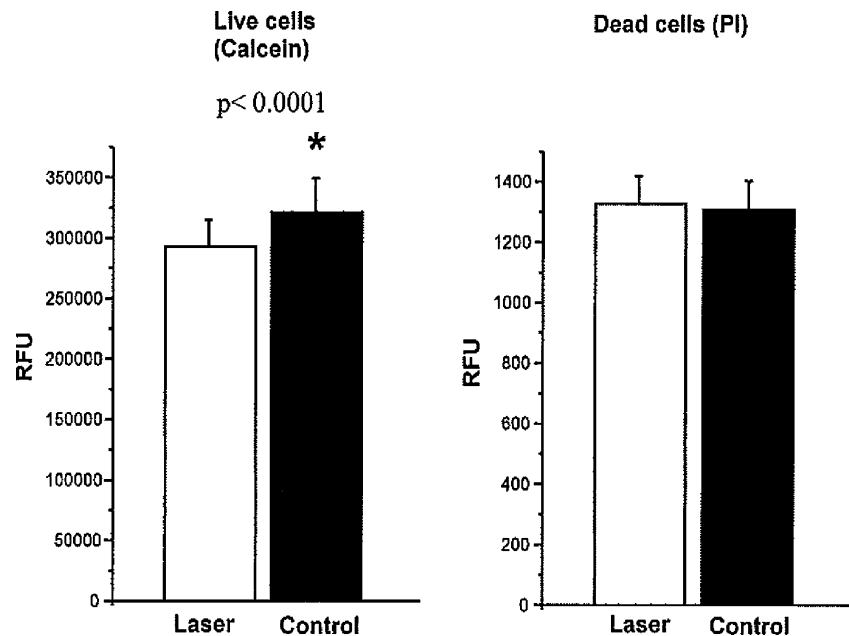 Live cells
(Calcein)
p< 0.0001
*
350000
300000
250000
200000
150000
100000
50000
0
RFU
Laser
Control
Dead cells (PI)
1400
1200
1000
800
600
400
200
0
RFU
Laser
Control